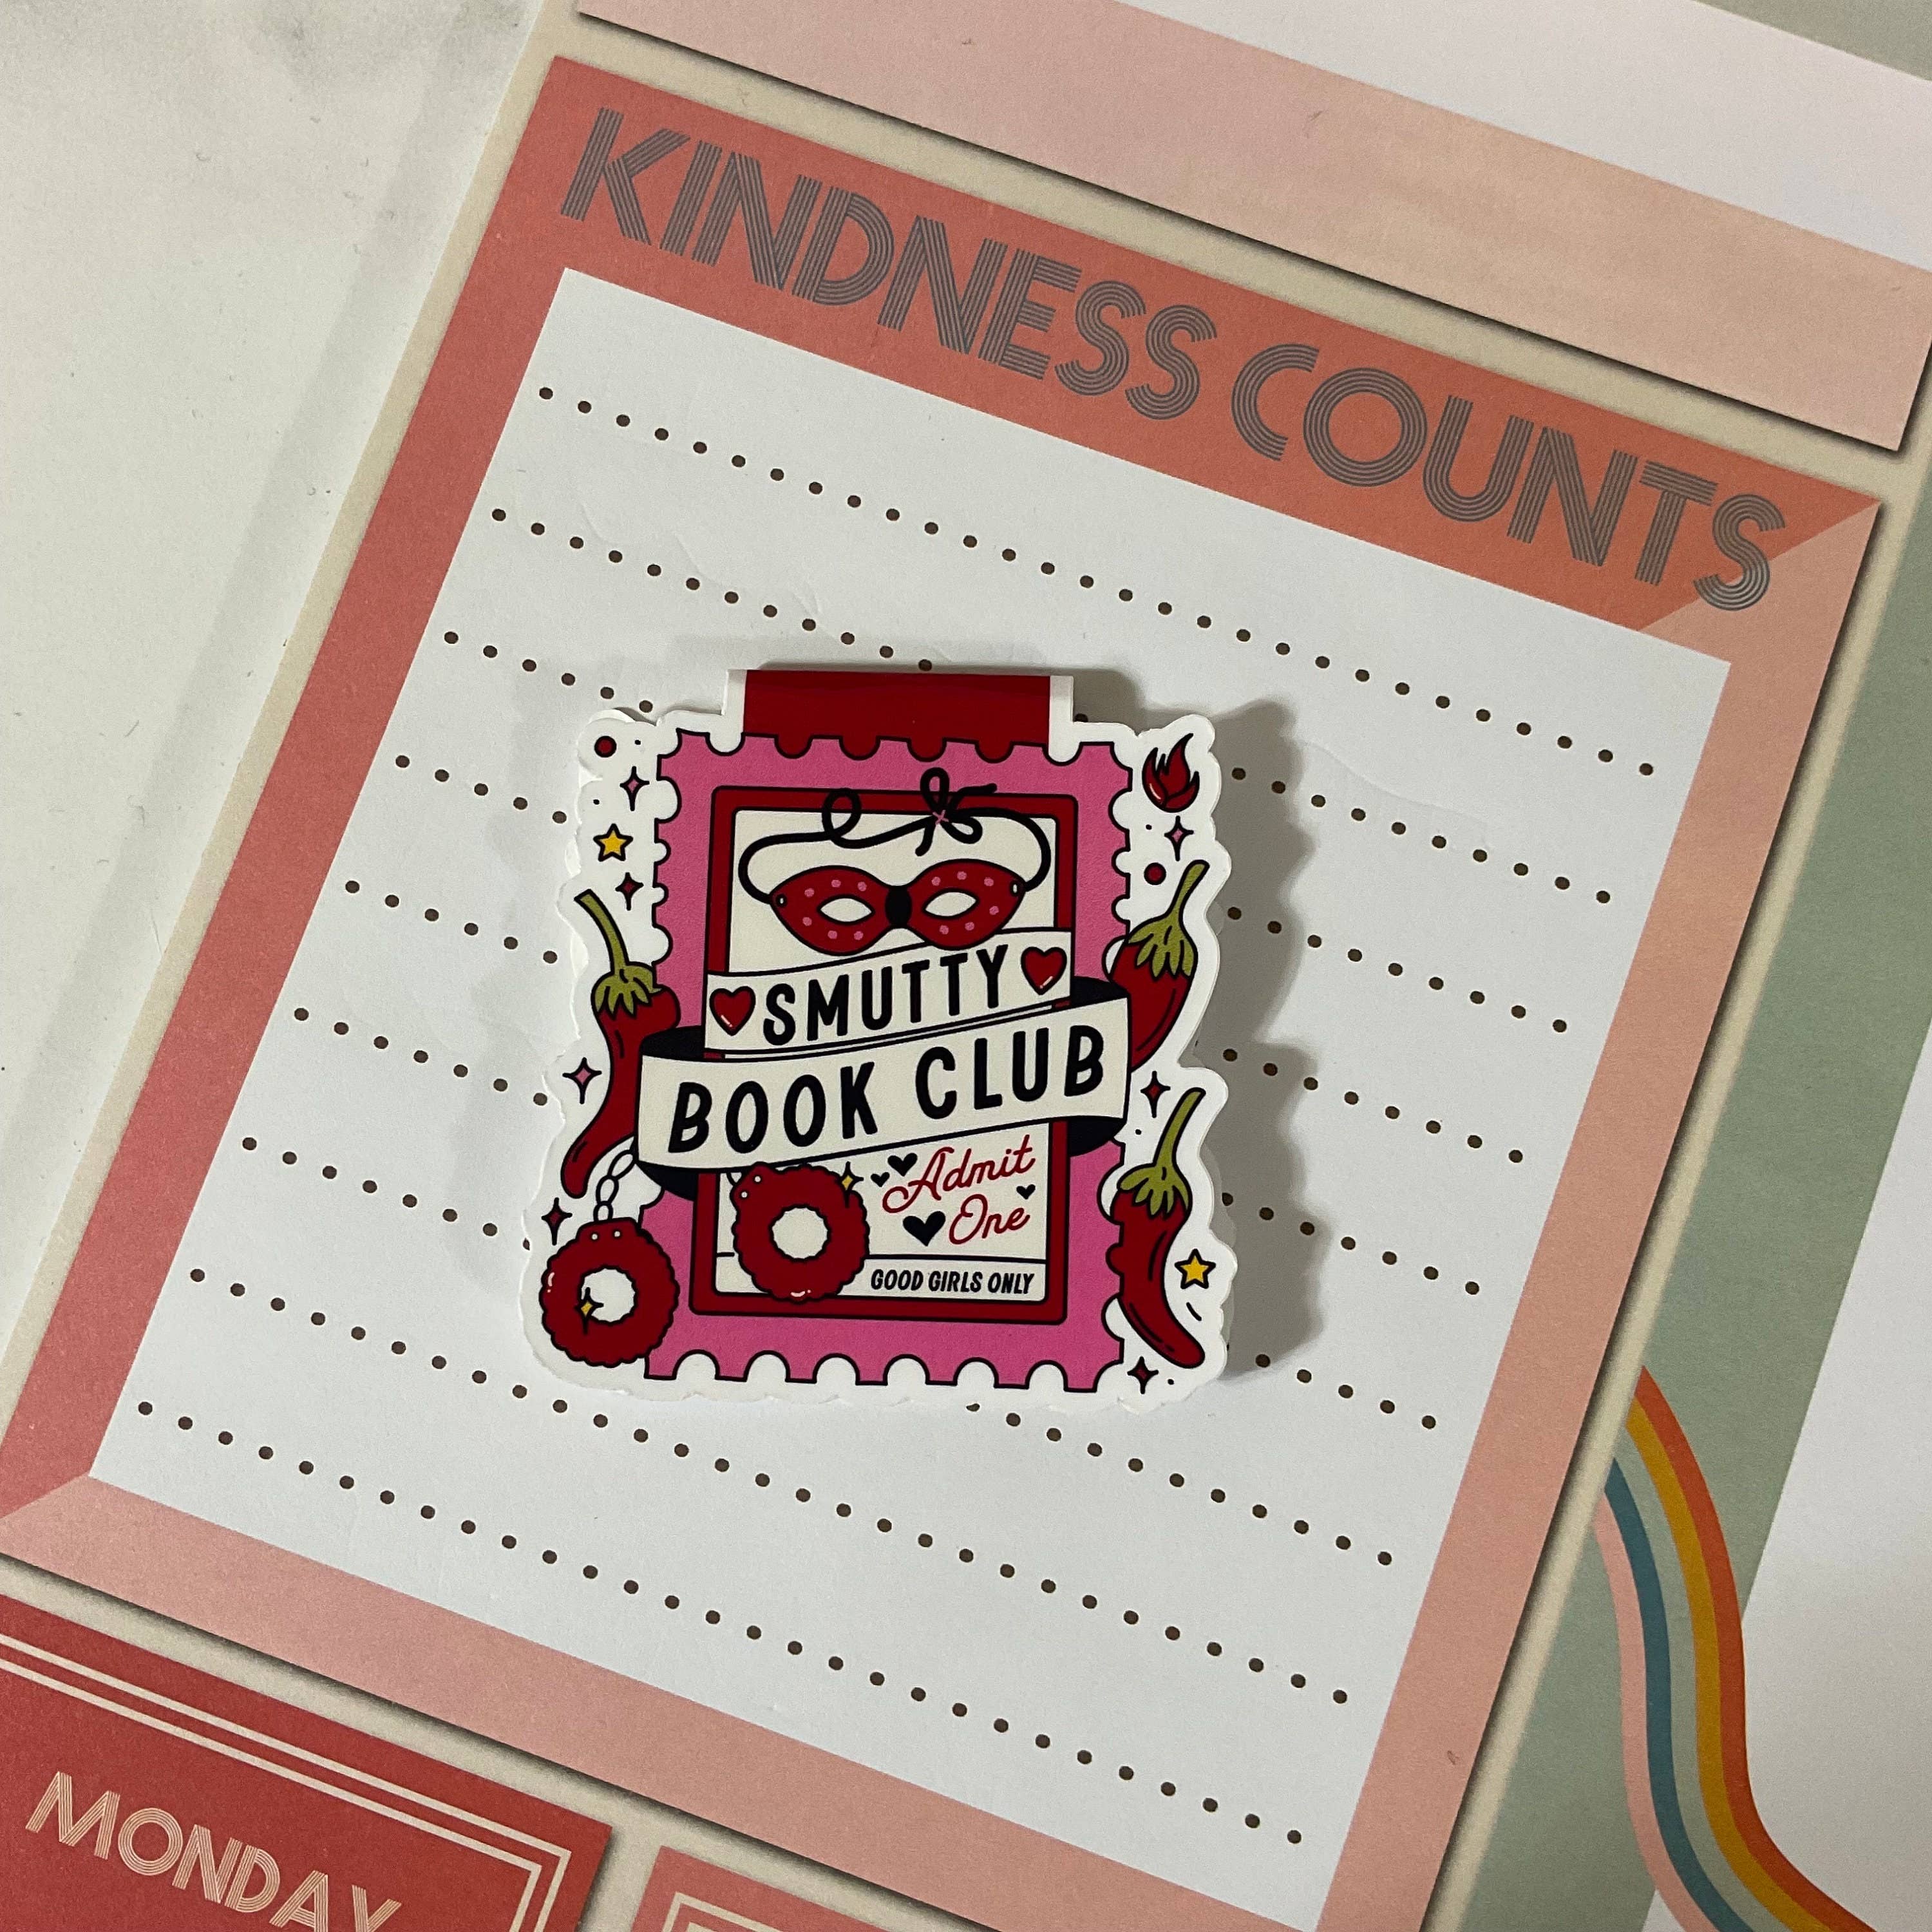 KINDNESS COUNTS
SMUTTY
BOOK CLUB
Admit
One
GOOD GIRLS ONLY
MONDAY